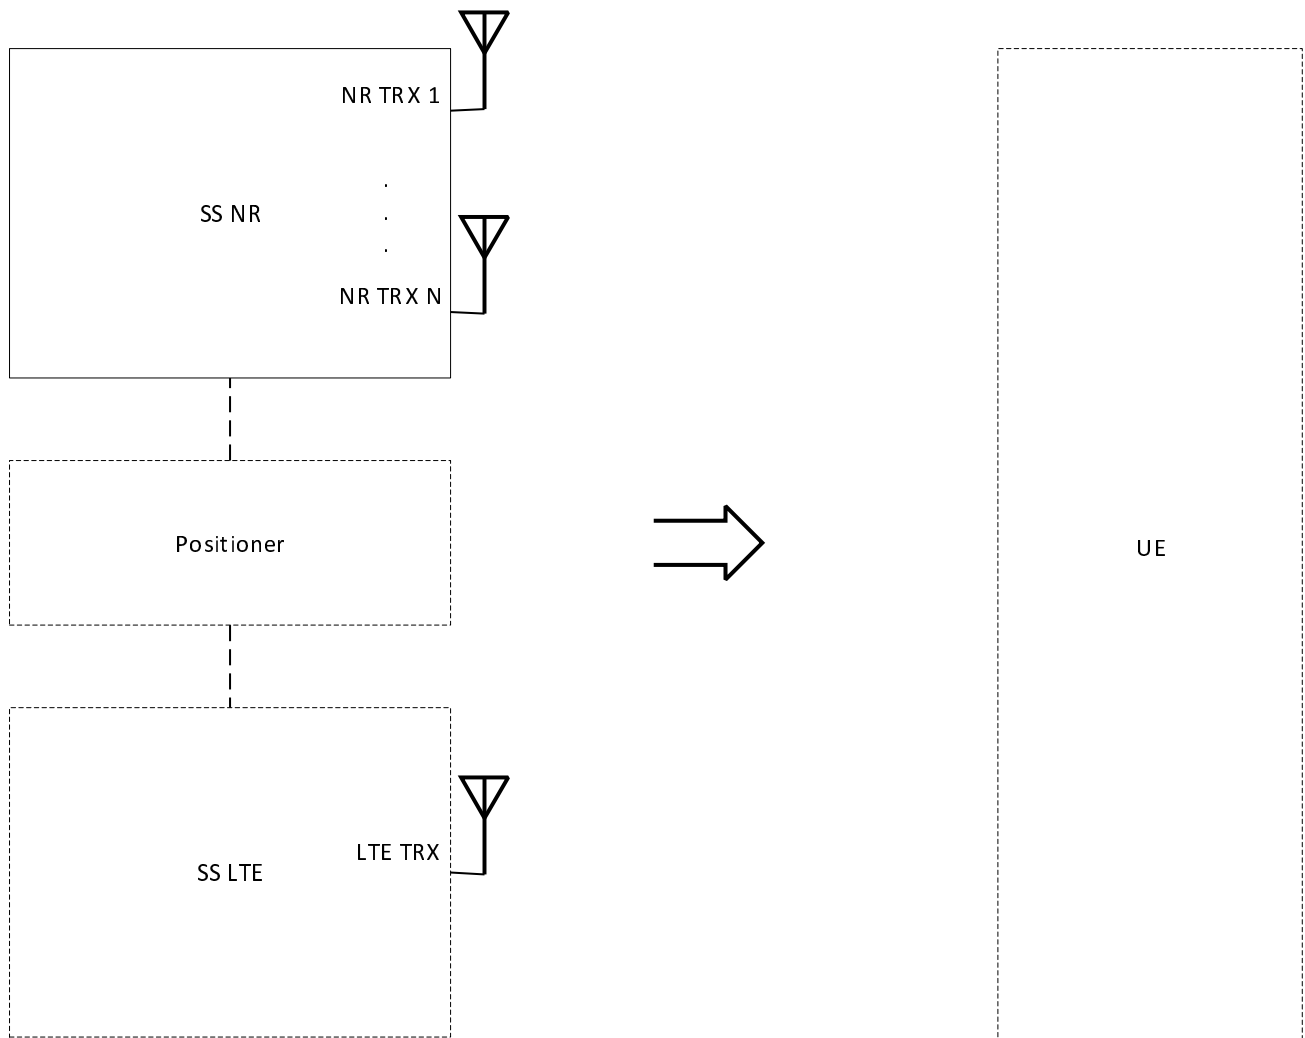 NR TRX 1
.
SS NR
.
.
NR TRX N
Positioner
UE
LTE TRX
SS LTE